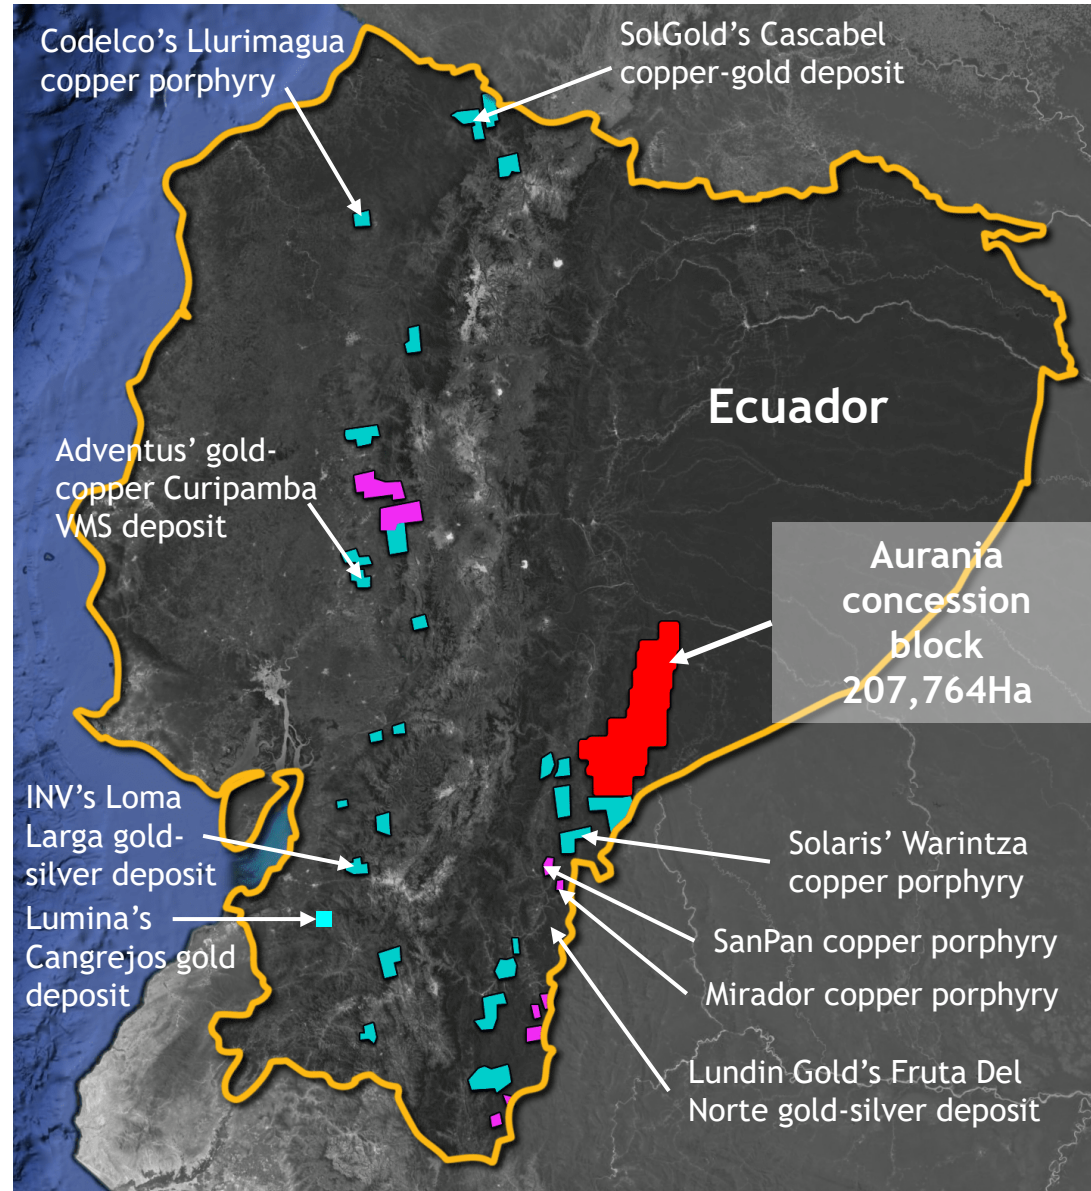 Codelco's Llurimagua
copper porphyry
SolGold's Cascabel
copper-gold deposit
Ecuador
Adventus' gold-
copper Curipamba
VMS deposit
Aurania
concession
block
207,764Ha
INV's Loma
Larga gold-
silver deposit
Solaris' Warintza
copper porphyry
Lumina's
Cangrejos gold
deposit
SanPan copper porphyry
Mirador copper porphyry
Lundin Gold's Fruta Del
Norte gold-silver deposit